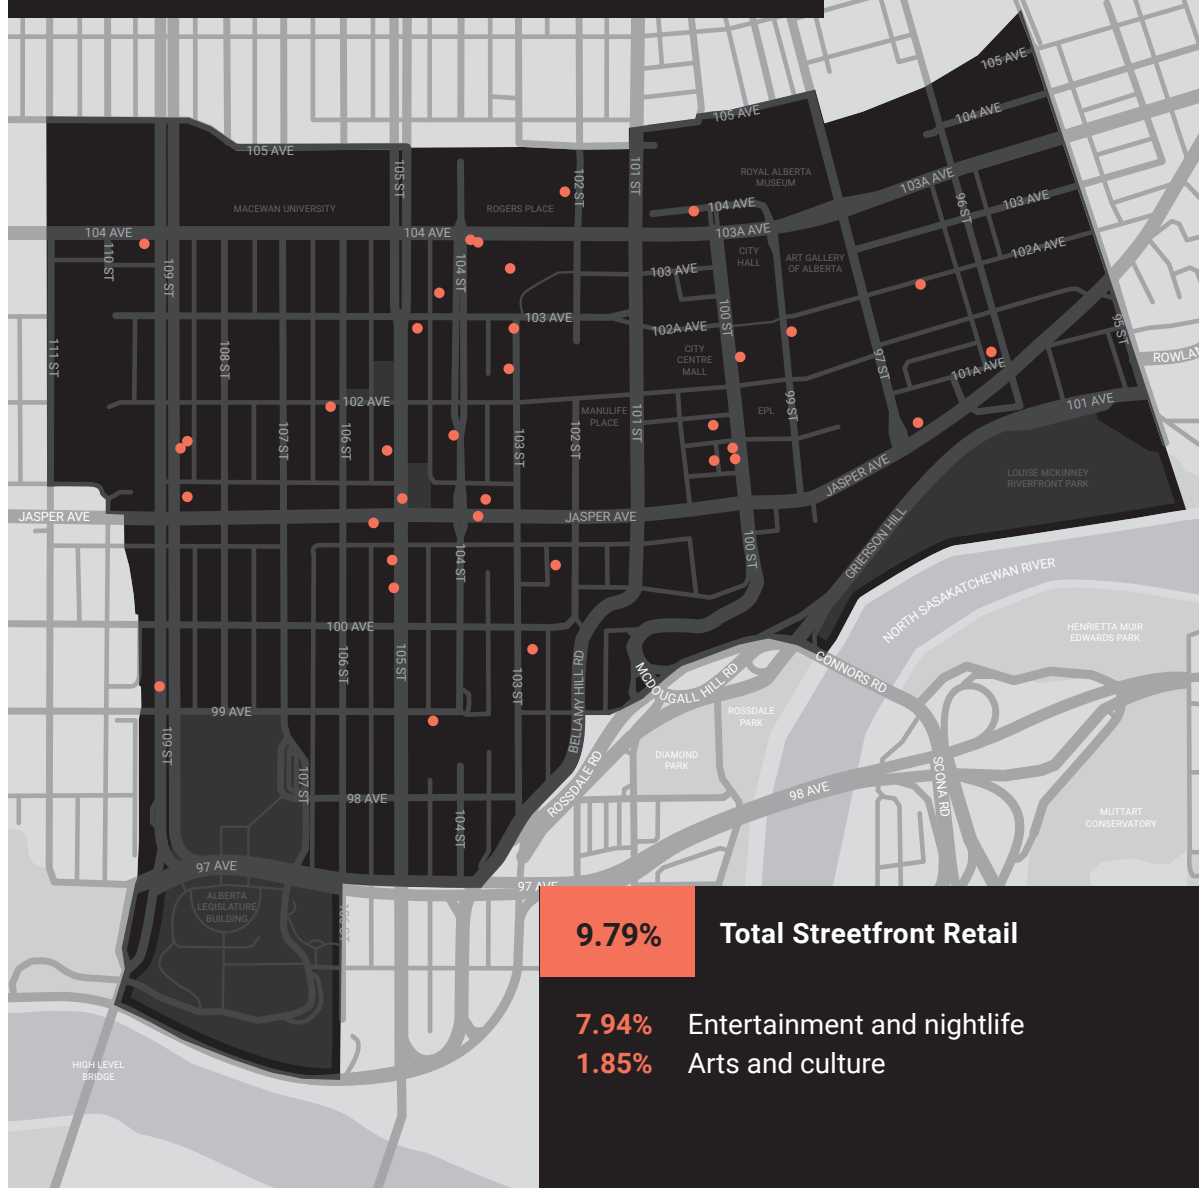 105 AVE
104 AVE
105 AVE
105 AVE
105 ST
102 ST
101 ST
ROYAL ALBERTA
MUSEUM
103A AVE
96 ST
103 AVE
MACEWAN UNIVERSITY
ROGERS PLACE
104 AVE
104 AVE
104 AVE
103A AVE
102A AVE
110 ST
109 ST
104 ST
CITY
HALL
ART GALLERY
OF ALBERTA
103 AVE
103 AVE
102A AVE
100 ST
95 ST
111 ST
108 ST
CITY
CENTRE
MALL
97 ST
101A AVE
ROWLA
102 AVE
MANULIFE
PLACE
101 ST
EPL
99 ST
101 AVE
107 ST
106 ST
103 ST
102 ST
JASPER AVE
LOUISE MCKINNEY
RIVERFRONT PARK
JASPER AVE
JASPER AVE
104 ST
100 ST
GRIERSON HILL
NORTH SASAKATCHEWAN RIVER
100 AVE
HENRIETTA MUIR
EDWARDS PARK
106 ST
105 ST
103 ST
BELLAMY HILL RD
MCDOUGALL HILL RD
CONNORS RD
99 AVE
ROSSDALE
PARK
109 ST
107 ST
DIAMOND
PARK
ROSSDALE RD
SCONA RD
98 AVE
98 AVE
104 ST
MUTTART
CONSERVATORY
97 AVE
97 AVE
ALBERTA
LEGISLATURE
BUILDING
9.79%
Total Streetfront Retail
7.94%
Entertainment and nightlife
1.85%
Arts and culture
HIGH LEVEL
BRIDGE